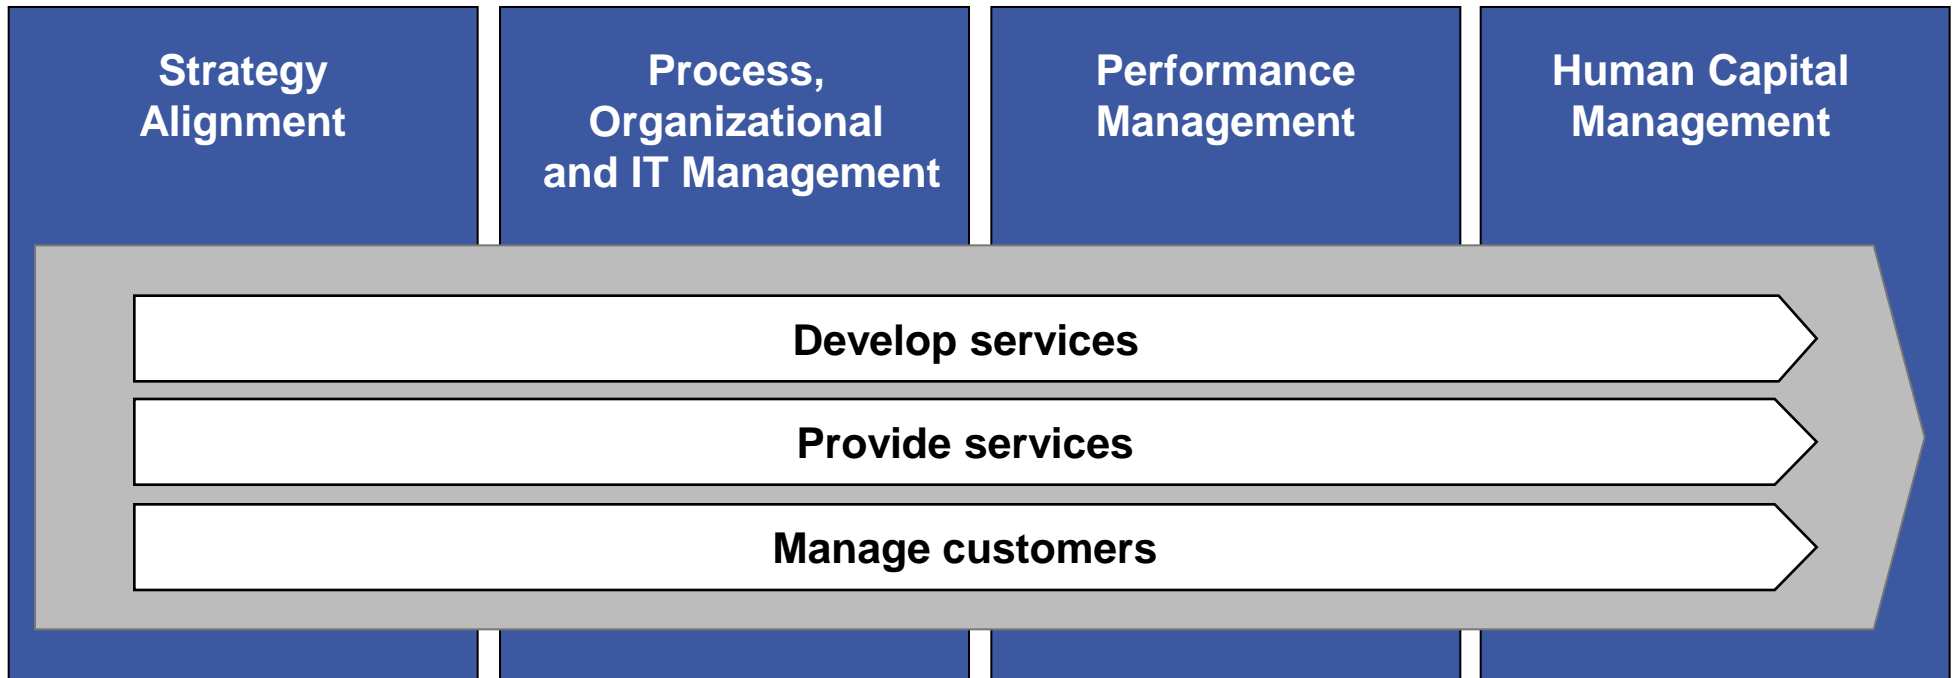 Strategy
Alignment
Process,
Organizational
and IT Management
Performance
Management
Human Capital
Management
Develop services
Provide services
Manage customers